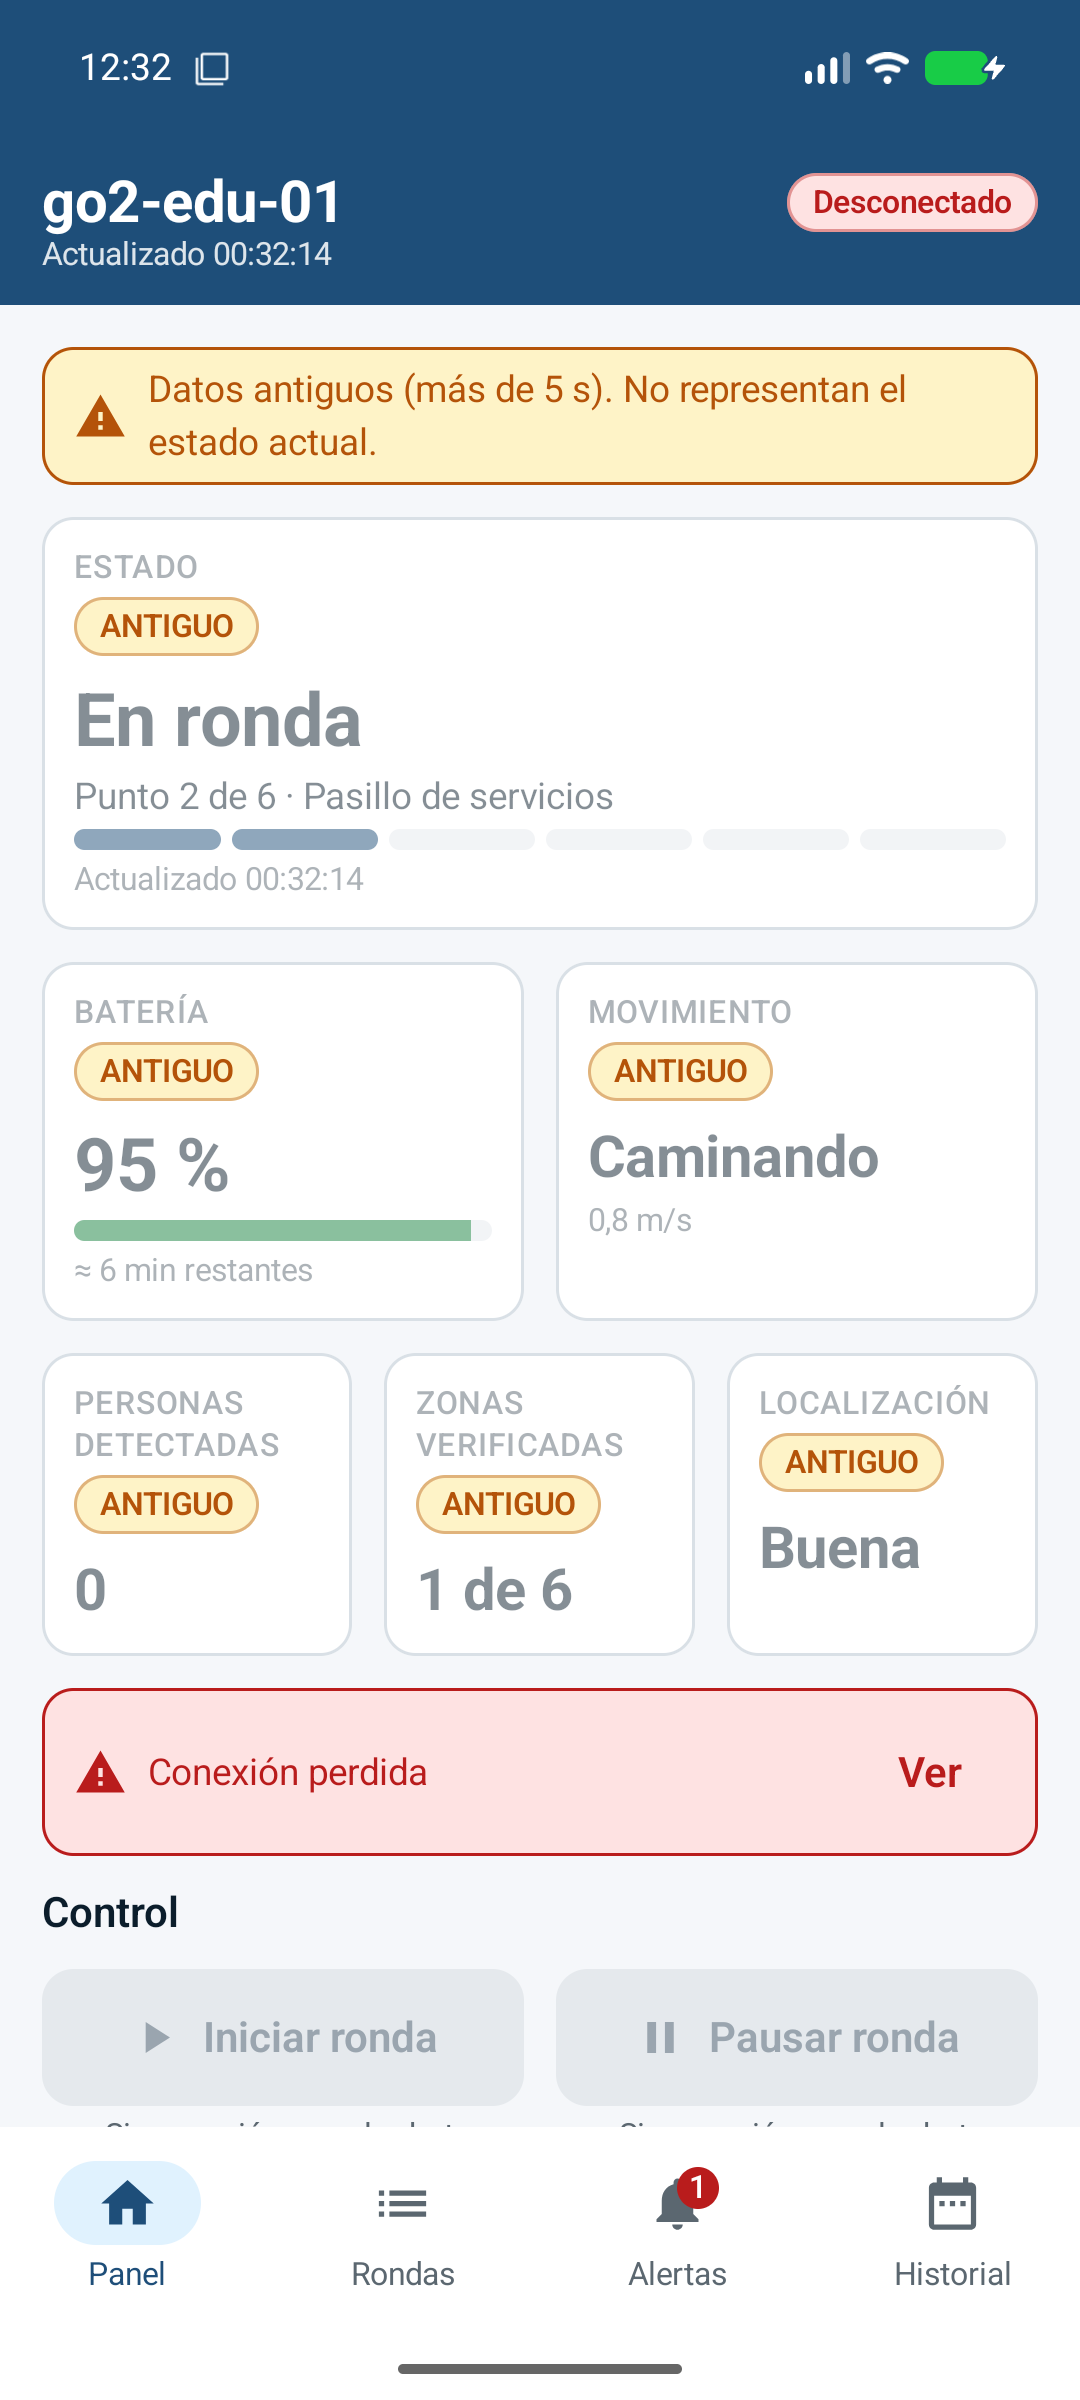 12:32
go2-edu-01
Desconectado
Actualizado 00:32:14
Datos antiguos (más de 5 s). No representan el
estado actual.
ESTADO
ANTIGUO
En ronda
Punto 2 de 6 · Pasillo de servicios
Actualizado 00:32:14
BATERÍA
ANTIGUO
95 %
≈ 6 min restantes
MOVIMIENTO
ANTIGUO
Caminando
0,8 m/s
PERSONAS
DETECTADAS
ANTIGUO
0
ZONAS
VERIFICADAS
ANTIGUO
1 de 6
LOCALIZACIÓN
ANTIGUO
Buena
Conexión perdida
Ver
Control
Iniciar ronda
Pausar ronda
1
Panel
Rondas
Alertas
Historial